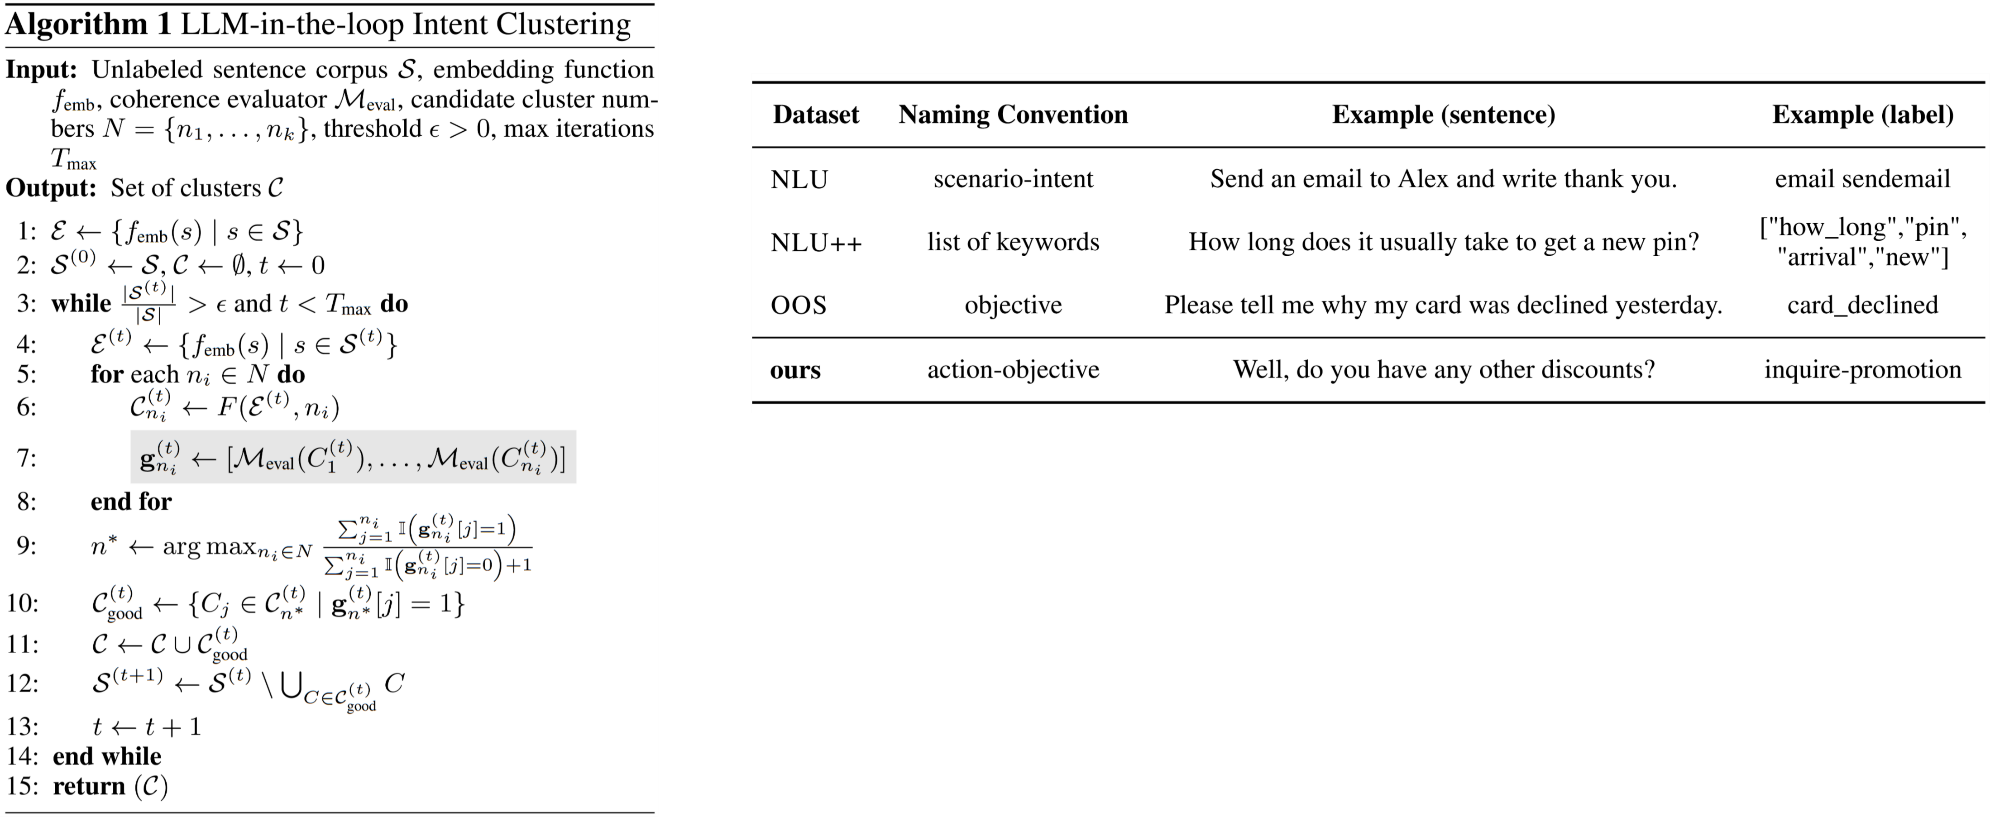 Algorithm 1 LLM-in-the-loop Intent Clustering
Input: Unlabeled sentence corpus 𝒮, embedding function
f_emb, coherence evaluator ℳ_eval, candidate cluster num-
bers N = {n_1, . . . , n_k}, threshold ϵ > 0, max iterations
T_max
Output: Set of clusters 𝒞
1: ℰ ← {f_emb(s) | s ∈ 𝒮}
2: 𝒮^(0) ← 𝒮, 𝒞 ← ∅, t ← 0
3: while |𝒮^(t)| / |𝒮| > ϵ and t < T_max do
4: ℰ^(t) ← {f_emb(s) | s ∈ 𝒮^(t)}
5: for each n_i ∈ N do
6: 𝒞_{n_i}^(t) ← F(ℰ^(t), n_i)
7: g_{n_i}^(t) ← [ℳ_eval(C_1^(t)), . . . , ℳ_eval(C_{n_i}^(t))]
8: end for
9: n* ← arg max_{n_i∈N} ∑_{j=1}^{n_i} 𝕀(g_{n_i}^(t)[j]=1) / ∑_{j=1}^{n_i} 𝕀(g_{n_i}^(t)[j]=0)+1
10: 𝒞_good^(t) ← {C_j ∈ 𝒞_{n*}^(t) | g_{n*}^(t)[j] = 1}
11: 𝒞 ← 𝒞 ∪ 𝒞_good^(t)
12: 𝒮^(t+1) ← 𝒮^(t) \ ⋃_{C∈𝒞_good^(t)} C
13: t ← t + 1
14: end while
15: return (𝒞)
Dataset Naming Convention Example (sentence) Example (label)
NLU scenario-intent Send an email to Alex and write thank you. email sendemail
NLU++ list of keywords How long does it usually take to get a new pin? ["how_long","pin",
"arrival","new"]
OOS objective Please tell me why my card was declined yesterday. card_declined
ours action-objective Well, do you have any other discounts? inquire-promotion